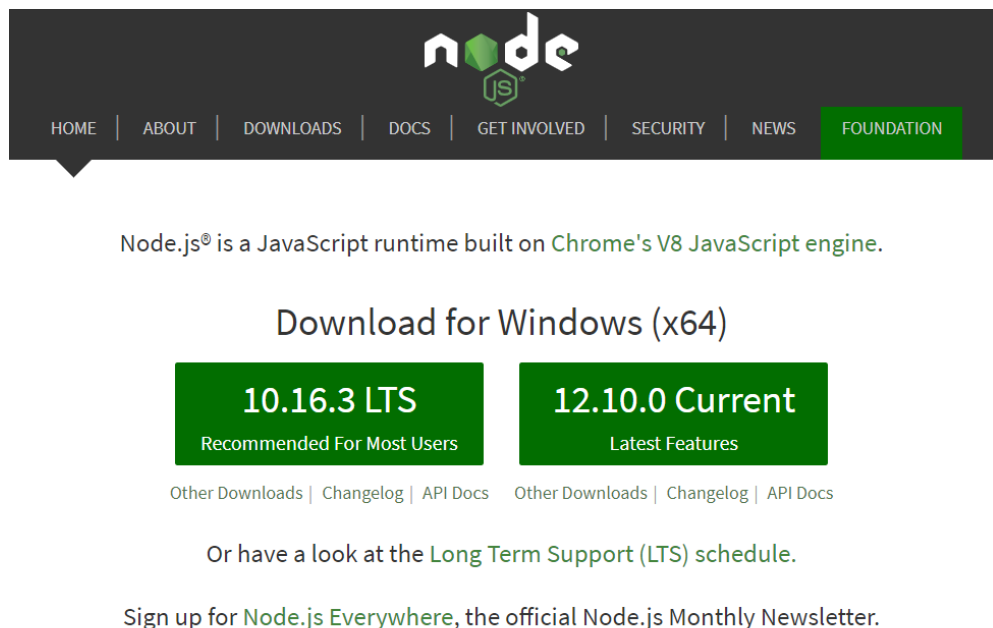 node
JS®
HOME | ABOUT | DOWNLOADS | DOCS | GET INVOLVED | SECURITY | NEWS FOUNDATION
Node.js® is a JavaScript runtime built on Chrome's V8 JavaScript engine.
Download for Windows (x64)
10.16.3 LTS
Recommended For Most Users
Other Downloads | Changelog | API Docs
12.10.0 Current
Latest Features
Other Downloads | Changelog | API Docs
Or have a look at the Long Term Support (LTS) schedule.
Sign up for Node.js Everywhere, the official Node.js Monthly Newsletter.